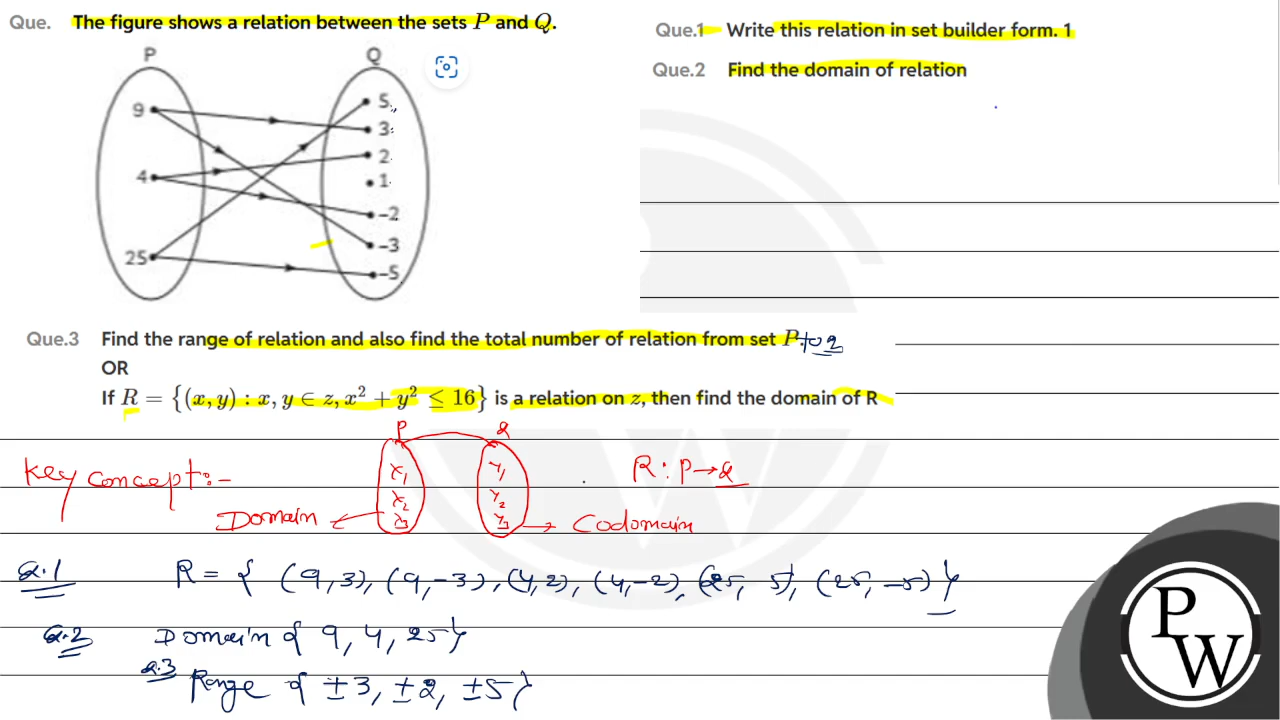 Que. The figure shows a relation between the sets P and Q.
P Q
9
4
25
5
3
2
1
-2
-3
-5
Que.1 Write this relation in set builder form. 1
Que.2 Find the domain of relation
Que.3 Find the range of relation and also find the total number of relation from set P to Q
OR
If R = {(x, y) : x, y ∈ z, x² + y² ≤ 16} is a relation on z, then find the domain of R
P Q
Key concept:-
x₁ y₁
x₂ y₂
x₃ y₃
Domain Codomain
R : P → Q
Q.1 R = { (9,3), (9,-3), (4,2), (4,-2), (25, 5), (25, -5) }
Q.2 Domain { 9, 4, 25 }
Q.3 Range { ±3, ±2, ±5 }
P
W